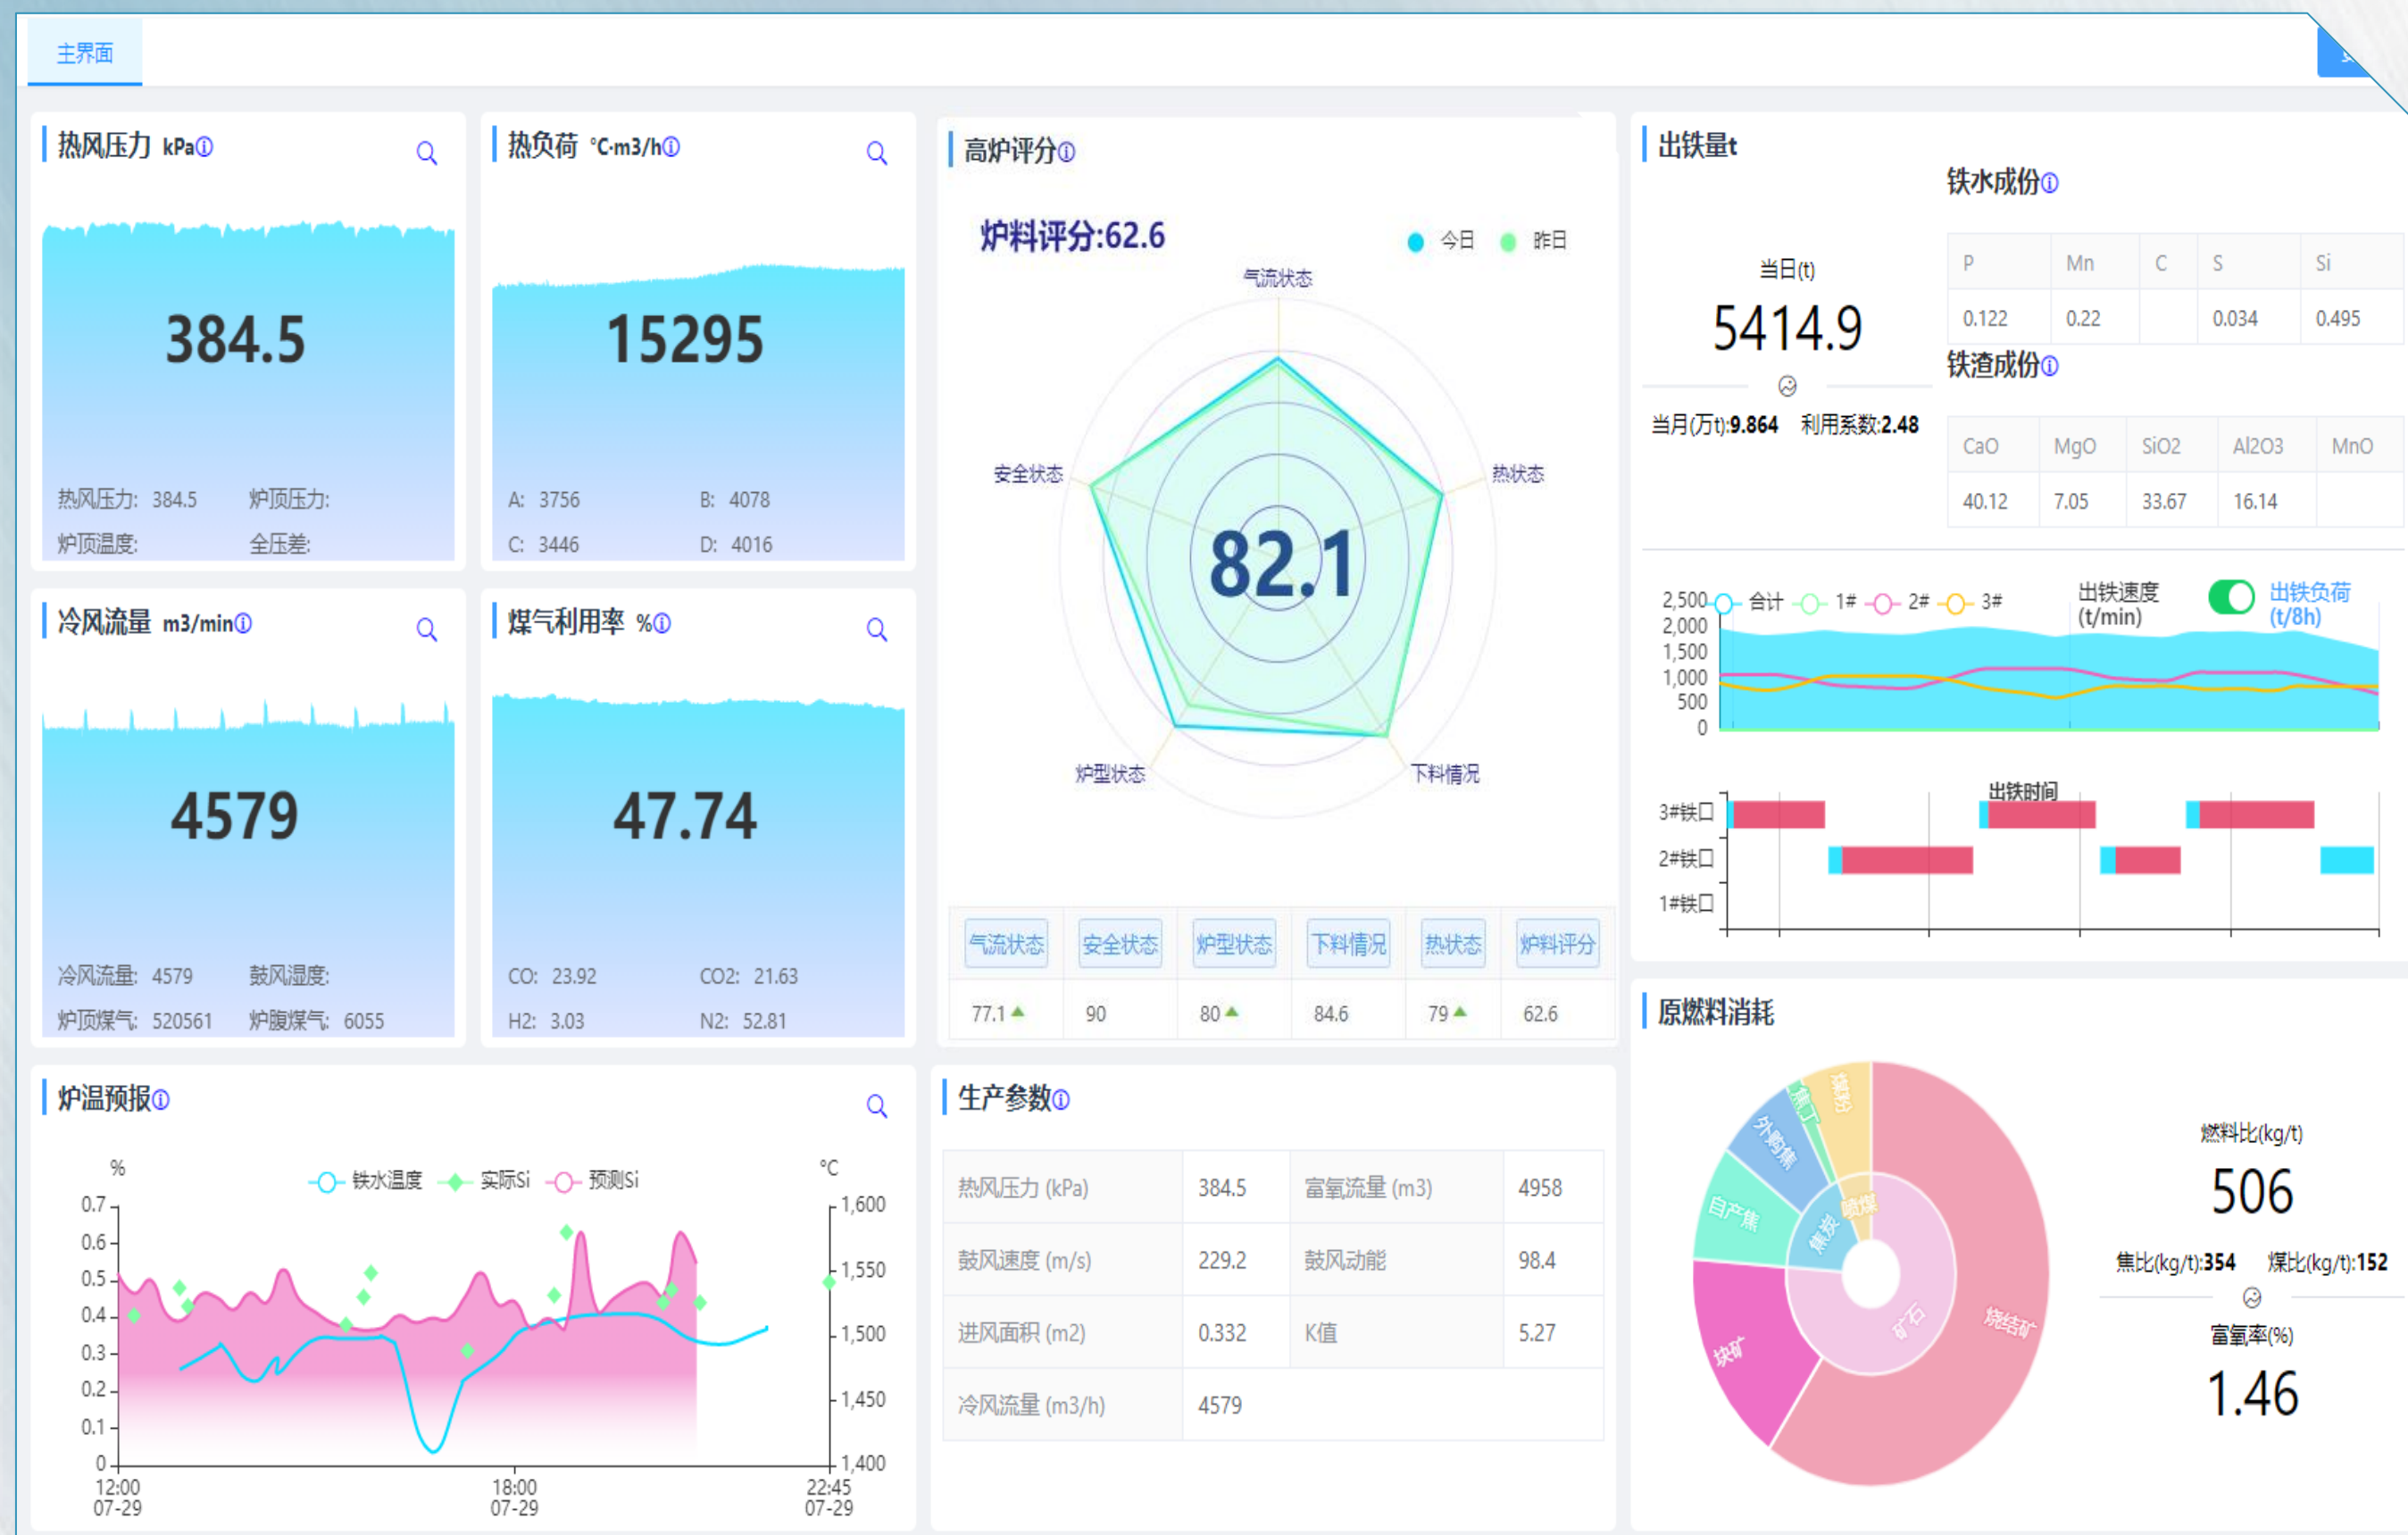 主界面
热风压力 kPa
384.5
热风压力: 384.5 炉顶压力:
炉顶温度: 全压差:
热负荷 °C·m3/h
15295
A: 3756 B: 4078
C: 3446 D: 4016
冷风流量 m3/min
4579
冷风流量: 4579 鼓风湿度:
炉顶煤气: 520561 炉腹煤气: 6055
煤气利用率 %
47.74
CO: 23.92 CO2: 21.63
H2: 3.03 N2: 52.81
高炉评分
炉料评分:62.6
今日 昨日
气流状态
安全状态 热状态
82.1
炉型状态 下料情况
气流状态 安全状态 炉型状态 下料情况 热状态 炉料评分
77.1 90 80 84.6 79 62.6
出铁量t
当日(t)
5414.9
当月(万t):9.864 利用系数:2.48
铁水成份
P Mn C S Si
0.122 0.22 0.034 0.495
铁渣成份
CaO MgO SiO2 Al2O3 MnO
40.12 7.05 33.67 16.14
合计 1# 2# 3#
出铁速度
(t/min)
出铁负荷
(t/8h)
2,500
2,000
1,500
1,000
500
0
出铁时间
3#铁口
2#铁口
1#铁口
炉温预报
% °C
铁水温度 实际Si 预测Si
0.7 1,600
0.6
0.5 1,550
0.4
0.3 1,500
0.2 1,450
0.1
0 1,400
12:00 18:00 22:45
07-29 07-29 07-29
生产参数
热风压力 (kPa) 384.5 富氧流量 (m3) 4958
鼓风速度 (m/s) 229.2 鼓风动能 98.4
进风面积 (m2) 0.332 K值 5.27
冷风流量 (m3/h) 4579
原燃料消耗
煤粉
焦丁
外购焦
自产焦
喷煤
焦炭
矿石
烧结矿
块矿
燃料比(kg/t)
506
焦比(kg/t):354 煤比(kg/t):152
富氧率(%)
1.46